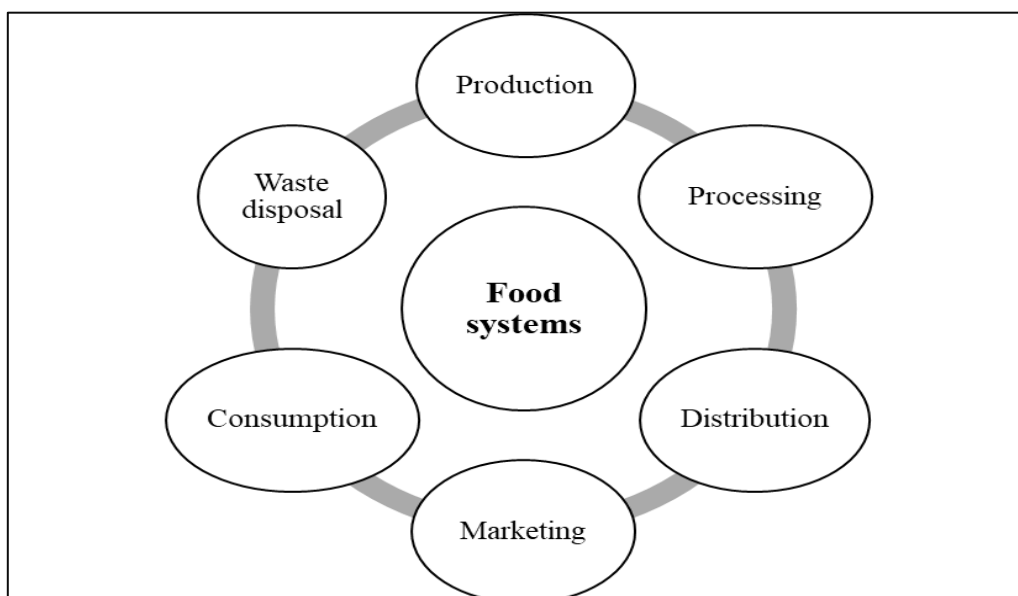 Production
Processing
Distribution
Marketing
Consumption
Waste
disposal
Food
systems